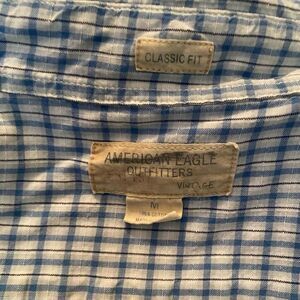 CLASSIC FIT
AMERICAN EAGLE
OUTFITTERS
VINTAGE
M